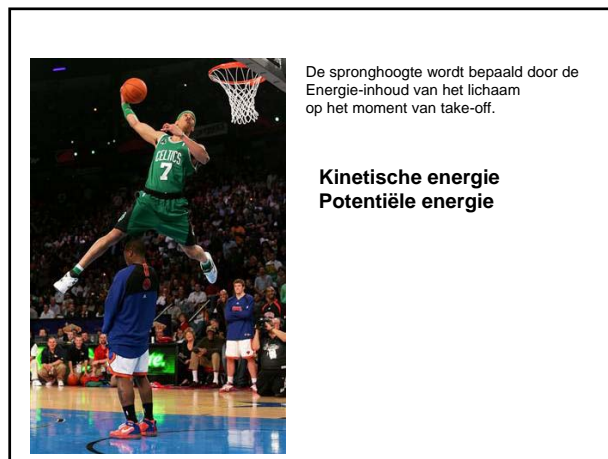 De spronghoogte wordt bepaald door de
Energie-inhoud van het lichaam
op het moment van take-off.
Kinetische energie
Potentiële energie
CELTICS
7